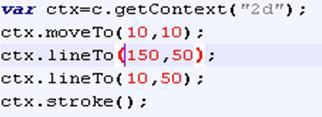 var ctx=c.getContext("2d");
ctx.moveTo(10,10);
ctx.lineTo(150,50);
ctx.lineTo(10,50);
ctx.stroke();